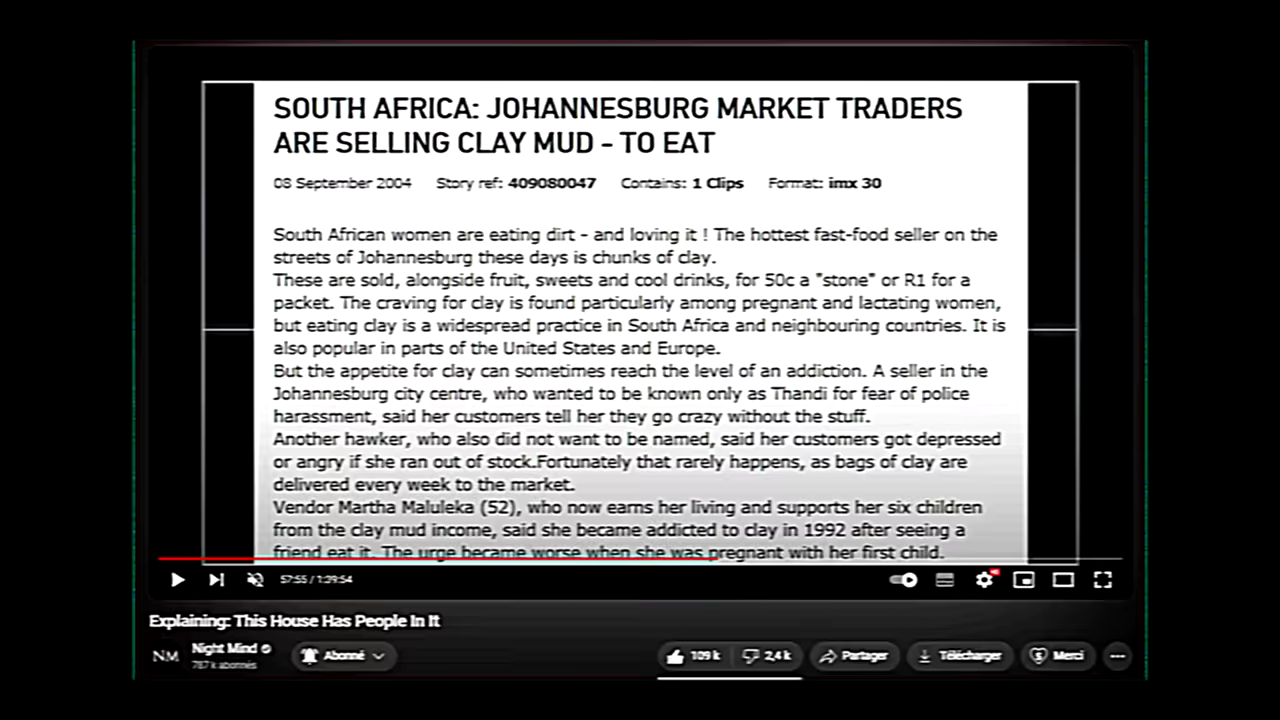 SOUTH AFRICA: JOHANNESBURG MARKET TRADERS
ARE SELLING CLAY MUD - TO EAT
08 September 2004 Story ref: 409080047 Contains: 1 Clips Format: imx 30
South African women are eating dirt - and loving it ! The hottest fast-food seller on the
streets of Johannesburg these days is chunks of clay.
These are sold, alongside fruit, sweets and cool drinks, for 50c a "stone" or R1 for a
packet. The craving for clay is found particularly among pregnant and lactating women,
but eating clay is a widespread practice in South Africa and neighbouring countries. It is
also popular in parts of the United States and Europe.
But the appetite for clay can sometimes reach the level of an addiction. A seller in the
Johannesburg city centre, who wanted to be known only as Thandi for fear of police
harassment, said her customers tell her they go crazy without the stuff.
Another hawker, who also did not want to be named, said her customers got depressed
or angry if she ran out of stock.Fortunately that rarely happens, as bags of clay are
delivered every week to the market.
Vendor Martha Maluleka (52), who now earns her living and supports her six children
from the clay mud income, said she became addicted to clay in 1992 after seeing a
friend eat it. The urge became worse when she was pregnant with her first child.
57:55 / 1:29:54
Explaining: This House Has People In It
NM Night Mind
787 k abonnés
Abonné
109 k
2,4 k
Partager
Télécharger
Merci